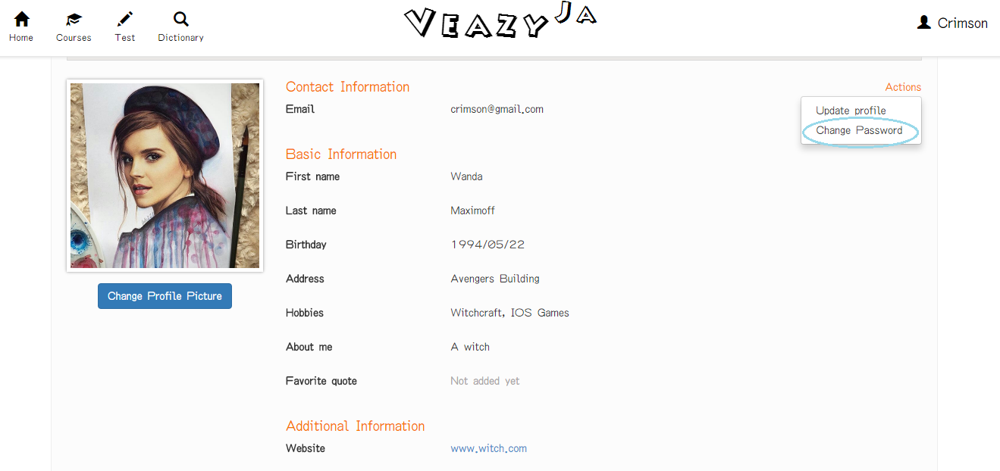 Home Courses Test Dictionary
VEAZY JA
Crimson
Contact Information
Email crimson@gmail.com
Actions
Update profile
Change Password
Basic Information
First name Wanda
Last name Maximoff
Birthday 1994/05/22
Address Avengers Building
Change Profile Picture
Hobbies Witchcraft, IOS Games
About me A witch
Favorite quote Not added yet
Additional Information
Website www.witch.com